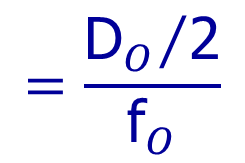 = D_O/2 / f_O